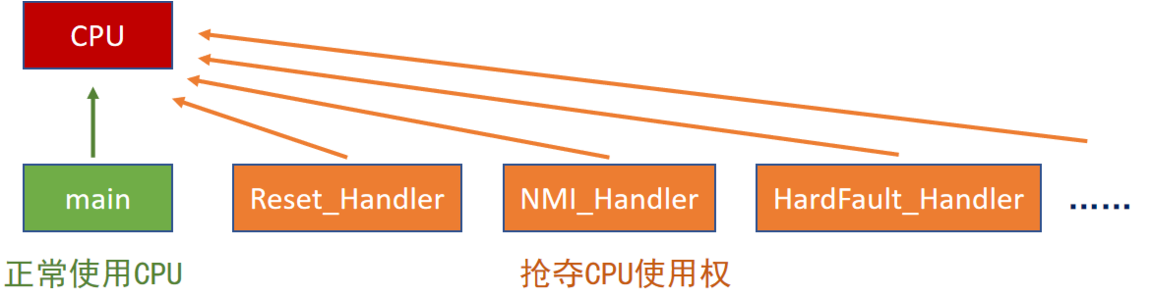 CPU
main
Reset_Handler
NMI_Handler
HardFault_Handler
……
正常使用CPU
抢夺CPU使用权